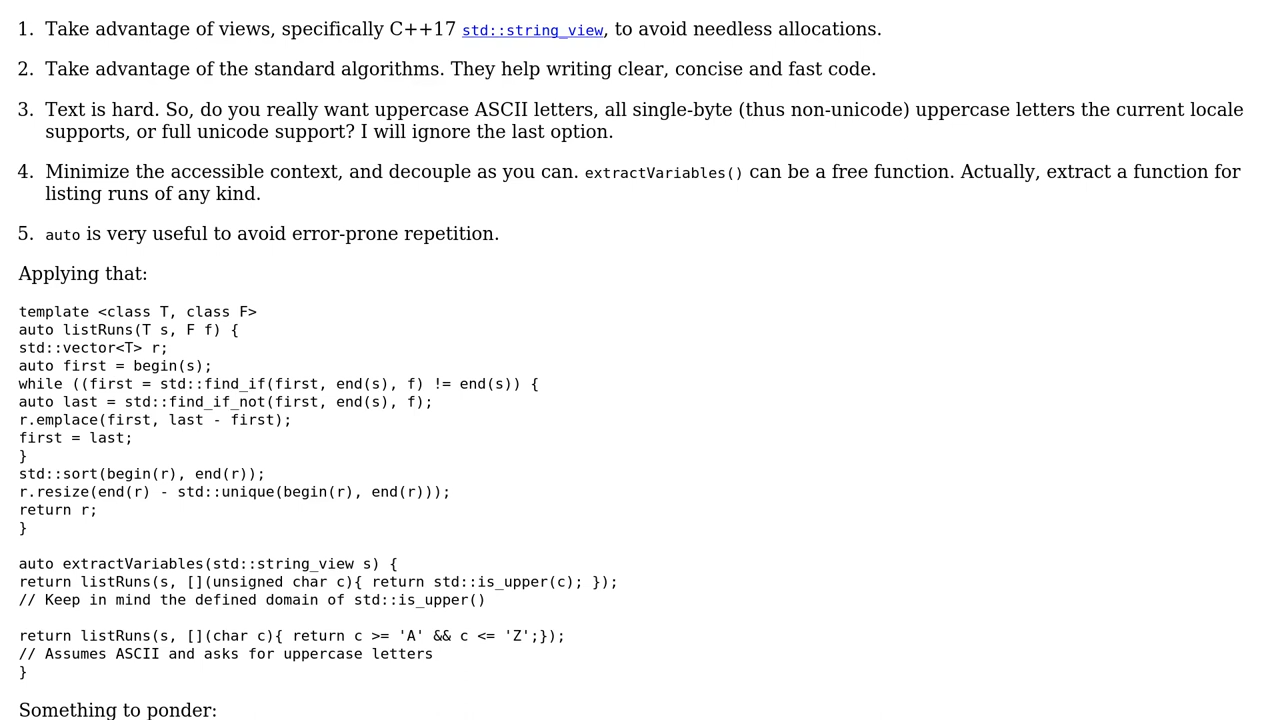 1. Take advantage of views, specifically C++17 std::string_view, to avoid needless allocations.
2. Take advantage of the standard algorithms. They help writing clear, concise and fast code.
3. Text is hard. So, do you really want uppercase ASCII letters, all single-byte (thus non-unicode) uppercase letters the current locale
supports, or full unicode support? I will ignore the last option.
4. Minimize the accessible context, and decouple as you can. extractVariables() can be a free function. Actually, extract a function for
listing runs of any kind.
5. auto is very useful to avoid error-prone repetition.
Applying that:
template <class T, class F>
auto listRuns(T s, F f) {
std::vector<T> r;
auto first = begin(s);
while ((first = std::find_if(first, end(s), f) != end(s)) {
auto last = std::find_if_not(first, end(s), f);
r.emplace(first, last - first);
first = last;
}
std::sort(begin(r), end(r));
r.resize(end(r) - std::unique(begin(r), end(r)));
return r;
}
auto extractVariables(std::string_view s) {
return listRuns(s, [](unsigned char c){ return std::is_upper(c); });
// Keep in mind the defined domain of std::is_upper()
return listRuns(s, [](char c){ return c >= 'A' && c <= 'Z';});
// Assumes ASCII and asks for uppercase letters
}
Something to ponder: